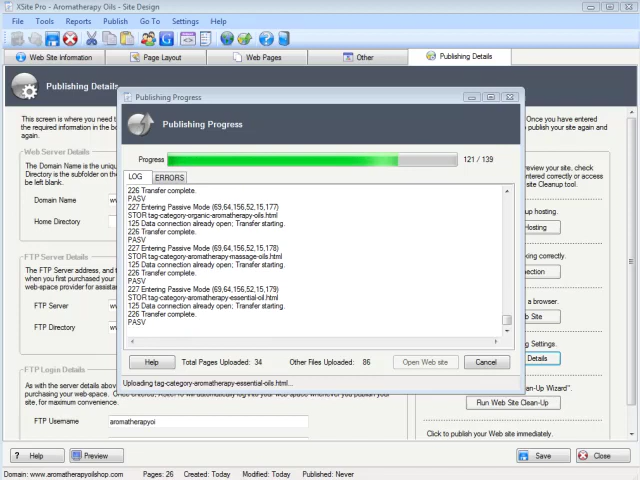 XSite Pro - Aromatherapy Oils - Site Design
File Tools Reports Publish Go To Settings Help
Web Site Information Page Layout Web Pages Other Publishing Details
Publishing Details
This screen is where you need
the required information in the
again.
Once you have entered
publish your site again and
Web Server Details
The Domain Name is the
Directory is the subfolder on
be left blank.
Domain Name
Home Directory
FTP Server Details
The FTP Server address, and
when you first purchased your
web-space provider for
FTP Server
FTP Directory
FTP Login Details
As with the server details above
purchasing your web-space.
site, for maximum convenience.
FTP Username aromatherapyoi
Publishing Progress
Publishing Progress
Progress 121 / 139
LOG ERRORS
226 Transfer complete.
PASV
227 Entering Passive Mode (69,64,156,52,15,177)
STOR tag-category-organic-aromatherapy-oils.html
125 Data connection already open; Transfer starting.
226 Transfer complete.
PASV
227 Entering Passive Mode (69,64,156,52,15,178)
STOR tag-category-aromatherapy-massage-oils.html
125 Data connection already open; Transfer starting.
226 Transfer complete.
PASV
227 Entering Passive Mode (69,64,156,52,15,179)
STOR tag-category-aromatherapy-essential-oil.html
125 Data connection already open; Transfer starting.
226 Transfer complete.
PASV
Help Total Pages Uploaded: 34 Other Files Uploaded: 86 Open Web site Cancel
Uploading tag-category-aromatherapy-essential-oils.html...
review your site, check
entered correctly or access
Site Cleanup tool.
up hosting.
Hosting
king correctly.
a browser.
Site
Settings.
Details
Clean-Up Wizard".
Run Web Site Clean-Up
Click to publish your Web site immediately.
? Help Preview Save Close
Domain: www.aromatherapyoilshop.com Pages: 26 Created: Today Modified: Today Published: Never